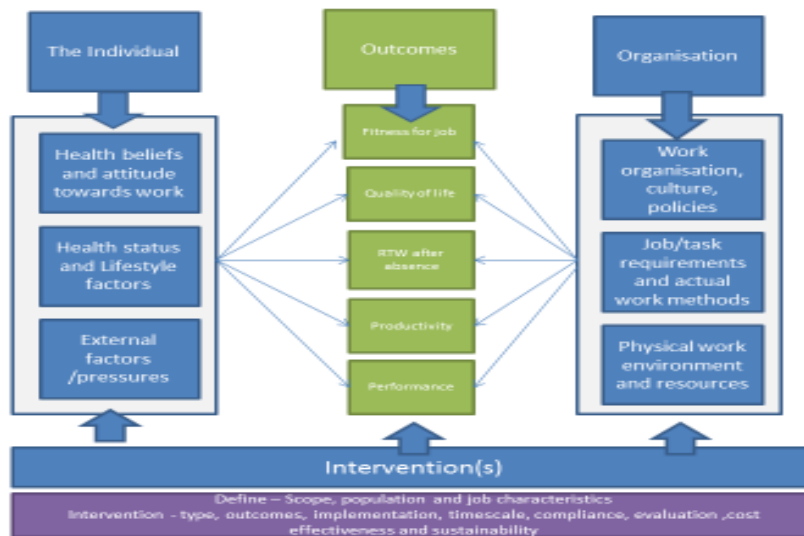 The Individual
Outcomes
Organisation
Health beliefs
and attitude
towards work
Health status
and Lifestyle
factors
External
factors
/pressures
Fitness for job
Quality of life
RTW after
absence
Productivity
Performance
Work
organisation,
culture,
policies
Job/task
requirements
and actual
work methods
Physical work
environment
and resources
Intervention(s)
Define – Scope, population and job characteristics
Intervention - type, outcomes, implementation, timescale, compliance, evaluation ,cost
effectiveness and sustainability